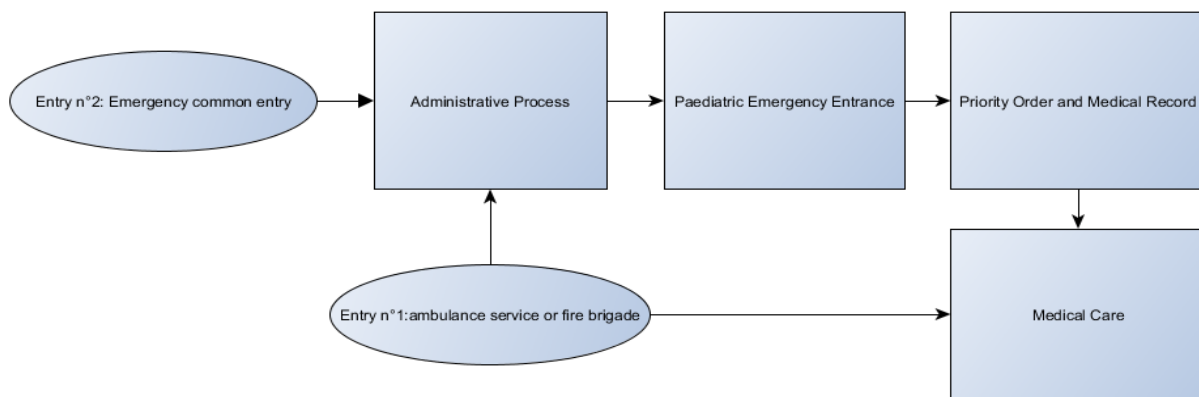 Entry n°2: Emergency common entry
Administrative Process
Paediatric Emergency Entrance
Priority Order and Medical Record
Entry n°1:ambulance service or fire brigade
Medical Care